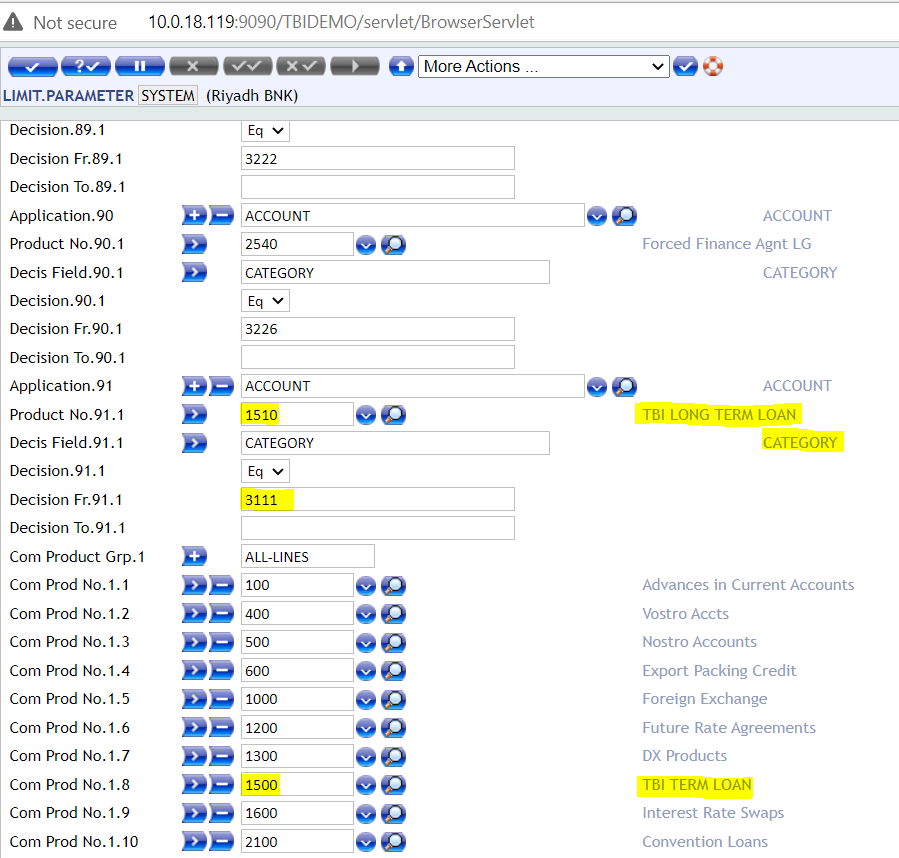 Not secure 10.0.18.119:9090/TBIDEMO/servlet/BrowserServlet
More Actions ...
LIMIT.PARAMETER SYSTEM (Riyadh BNK)
Decision.89.1 Eq
Decision Fr.89.1 3222
Decision To.89.1
Application.90 ACCOUNT ACCOUNT
Product No.90.1 2540 Forced Finance Agnt LG
Decis Field.90.1 CATEGORY CATEGORY
Decision.90.1 Eq
Decision Fr.90.1 3226
Decision To.90.1
Application.91 ACCOUNT ACCOUNT
Product No.91.1 1510 TBI LONG TERM LOAN
Decis Field.91.1 CATEGORY CATEGORY
Decision.91.1 Eq
Decision Fr.91.1 3111
Decision To.91.1
Com Product Grp.1 ALL-LINES
Com Prod No.1.1 100 Advances in Current Accounts
Com Prod No.1.2 400 Vostro Accts
Com Prod No.1.3 500 Nostro Accounts
Com Prod No.1.4 600 Export Packing Credit
Com Prod No.1.5 1000 Foreign Exchange
Com Prod No.1.6 1200 Future Rate Agreements
Com Prod No.1.7 1300 DX Products
Com Prod No.1.8 1500 TBI TERM LOAN
Com Prod No.1.9 1600 Interest Rate Swaps
Com Prod No.1.10 2100 Convention Loans